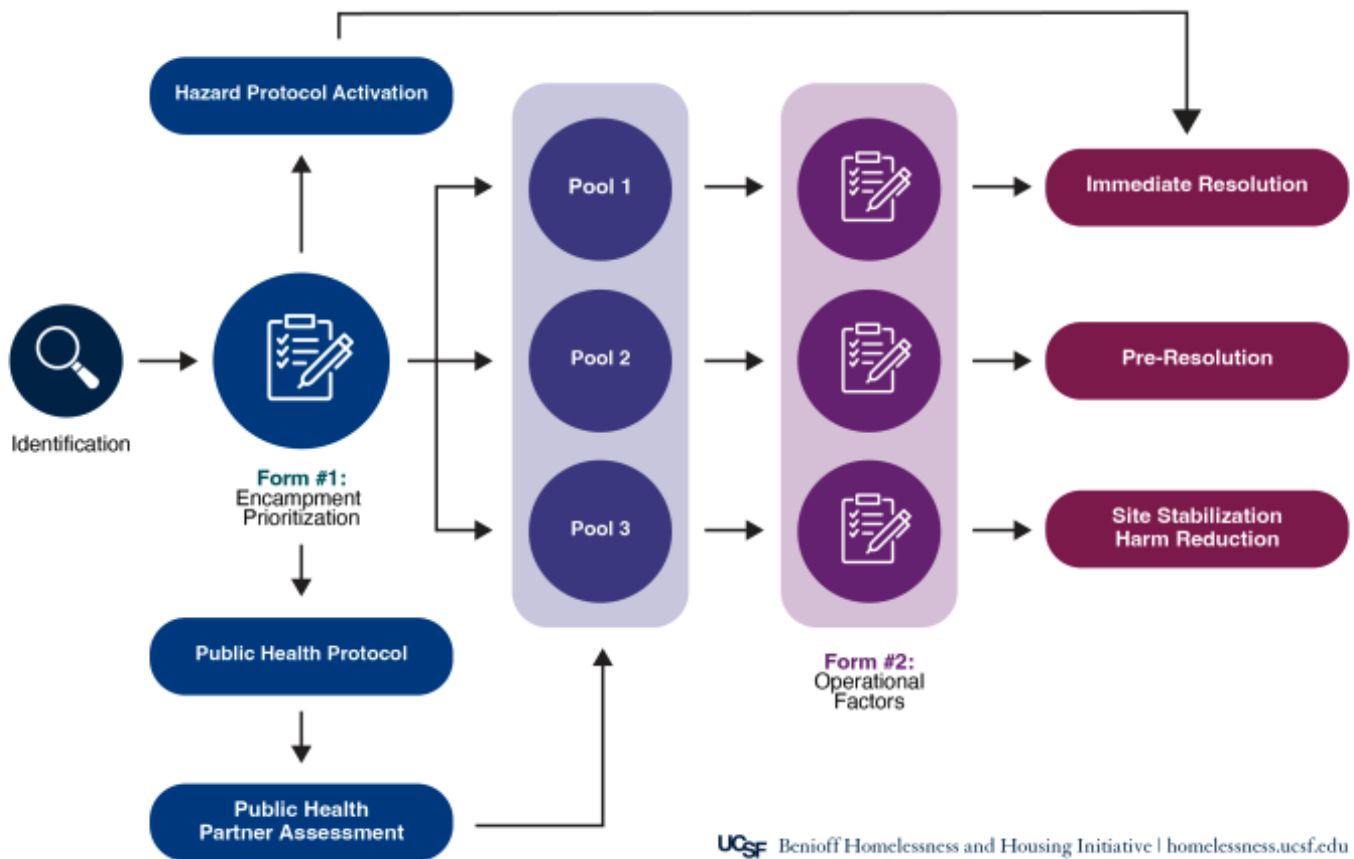 Hazard Protocol Activation
Identification
Form #1:
Encampment
Prioritization
Public Health Protocol
Public Health
Partner Assessment
Pool 1
Pool 2
Pool 3
Form #2:
Operational
Factors
Immediate Resolution
Pre-Resolution
Site Stabilization
Harm Reduction
UCSF Benioff Homelessness and Housing Initiative | homelessness.ucsf.edu